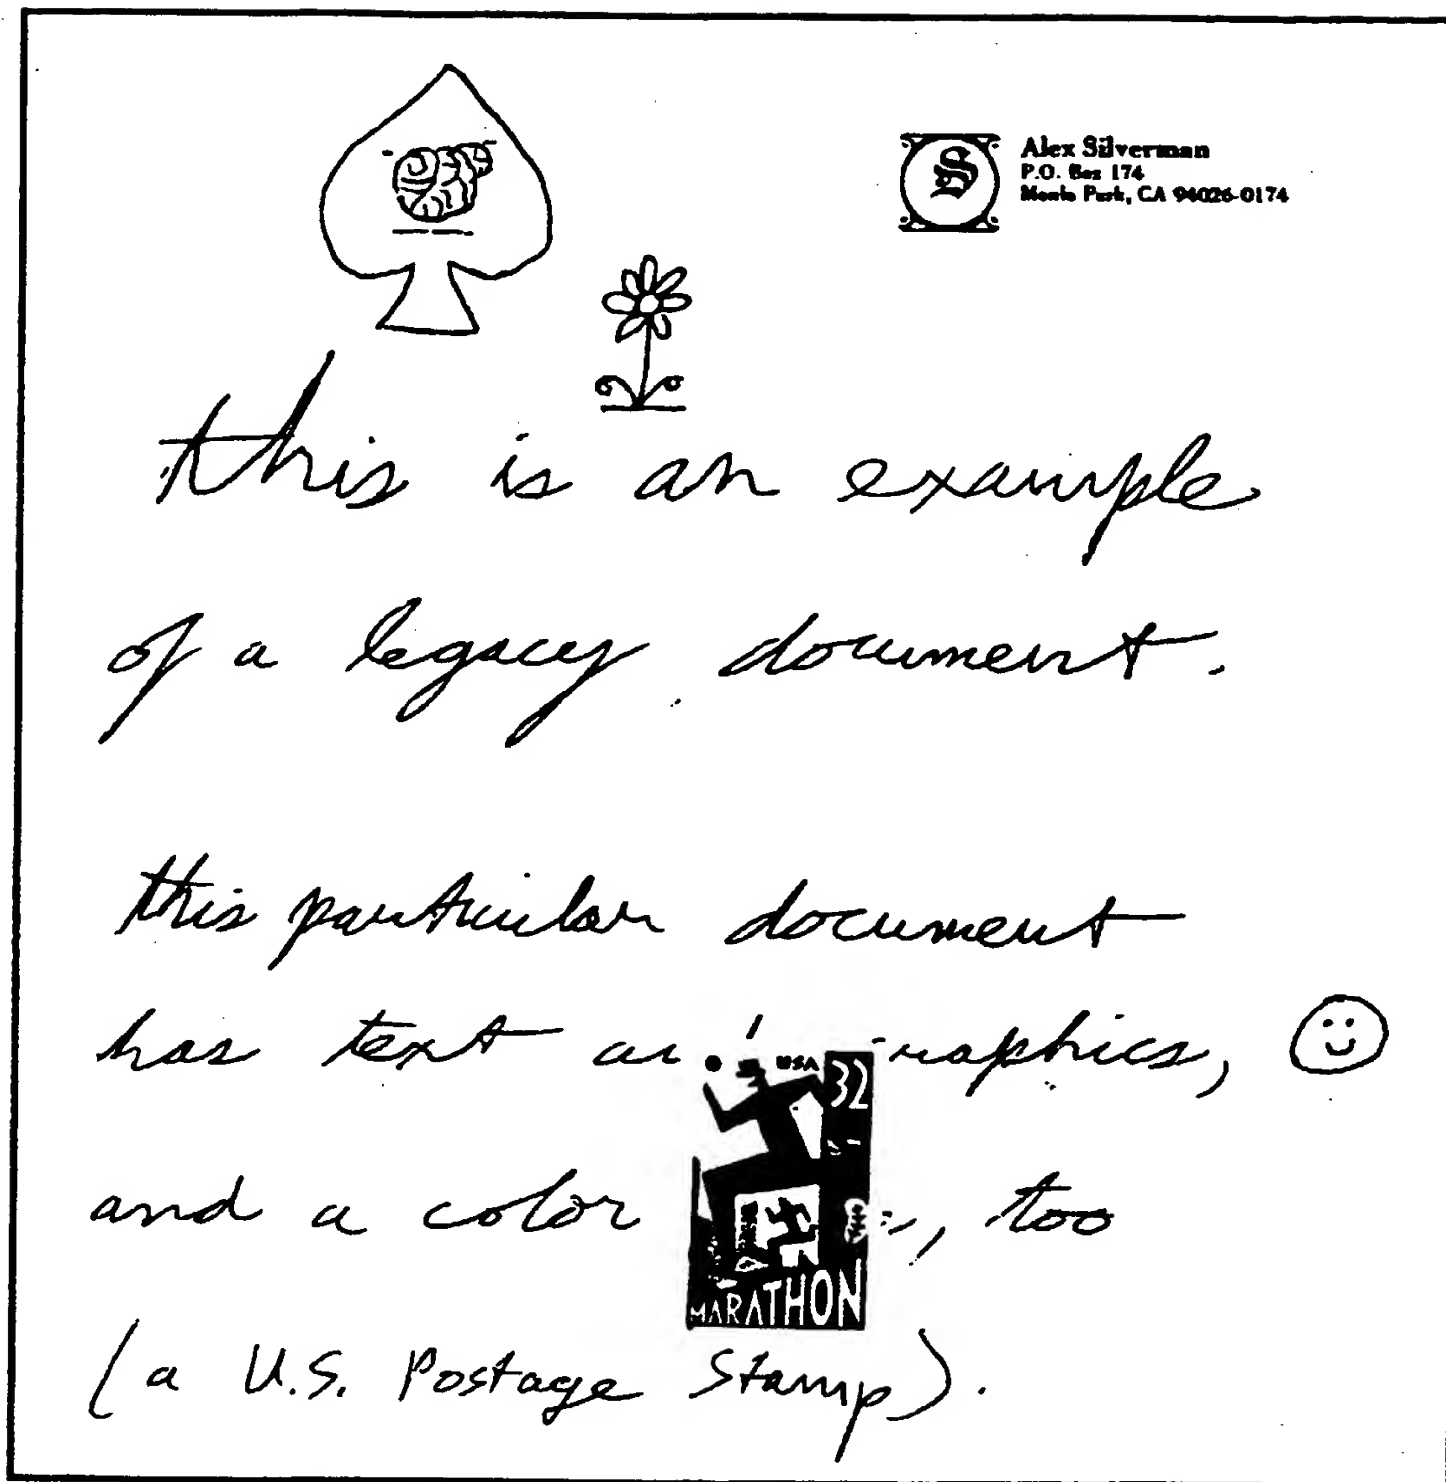 S
Alex Silverman
P.O. Box 174
Menlo Park, CA 94026-0174
this is an example
of a legacy document.
this particular document
has text graphics,
and a color , too
USA 32
MARATHON
(a U.S. Postage Stamp).